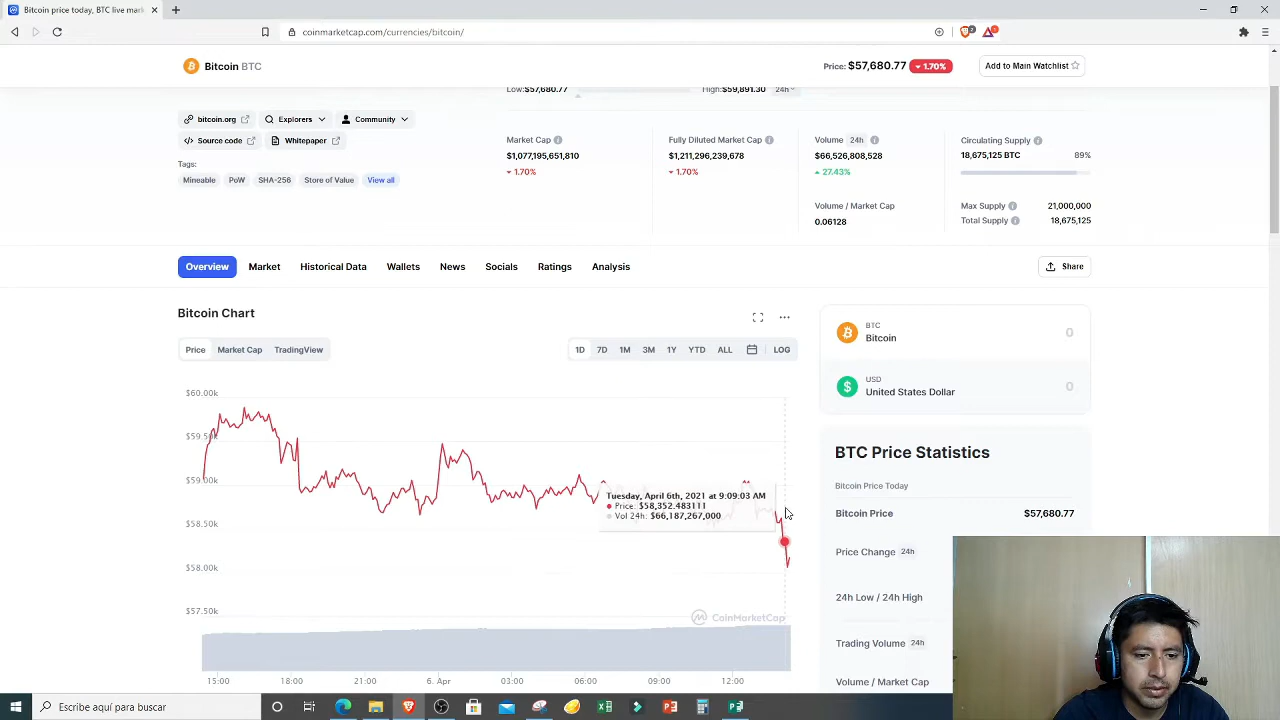 Bitcoin price today, BTC live mar
coinmarketcap.com/currencies/bitcoin/
Bitcoin BTC
Price: $57,680.77 1.70%
Add to Main Watchlist
Low:$57,680.77
High:$59,891.30
24h
bitcoin.org
Explorers
Community
Source code
Whitepaper
Tags:
Mineable
PoW
SHA-256
Store of Value
View all
Market Cap
$1,077,195,651,810
1.70%
Fully Diluted Market Cap
$1,211,296,239,678
1.70%
Volume 24h
$66,526,808,528
27.43%
Volume / Market Cap
0.06128
Circulating Supply
18,675,125 BTC 89%
Max Supply 21,000,000
Total Supply 18,675,125
Overview
Market
Historical Data
Wallets
News
Socials
Ratings
Analysis
Share
Bitcoin Chart
Price
Market Cap
TradingView
1D
7D
1M
3M
1Y
YTD
ALL
LOG
$60.00k
$59.50k
$59.00k
$58.50k
$58.00k
$57.50k
Tuesday, April 6th, 2021 at 9:09:03 AM
Price: $58,352.483111
Vol 24h: $66,187,267,000
CoinMarketCap
15:00
18:00
21:00
6. Apr
03:00
06:00
09:00
12:00
BTC
Bitcoin
0
USD
United States Dollar
0
BTC Price Statistics
Bitcoin Price Today
Bitcoin Price $57,680.77
Price Change 24h
24h Low / 24h High
Trading Volume 24h
Volume / Market Cap
Escribe aquí para buscar